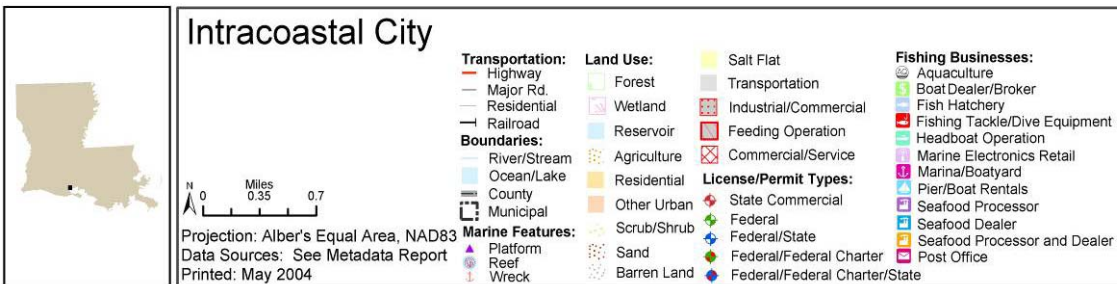 Intracoastal City
N
Miles
0 0.35 0.7
Projection: Alber's Equal Area, NAD83
Data Sources: See Metadata Report
Printed: May 2004
Transportation:
Highway
Major Rd.
Residential
Railroad
Boundaries:
River/Stream
Ocean/Lake
County
Municipal
Marine Features:
Platform
Reef
Wreck
Land Use:
Forest
Wetland
Reservoir
Agriculture
Residential
Other Urban
Scrub/Shrub
Sand
Barren Land
Salt Flat
Transportation
Industrial/Commercial
Feeding Operation
Commercial/Service
License/Permit Types:
State Commercial
Federal
Federal/State
Federal/Federal Charter
Federal/Federal Charter/State
Fishing Businesses:
Aquaculture
Boat Dealer/Broker
Fish Hatchery
Fishing Tackle/Dive Equipment
Headboat Operation
Marine Electronics Retail
Marina/Boatyard
Pier/Boat Rentals
Seafood Processor
Seafood Dealer
Seafood Processor and Dealer
Post Office